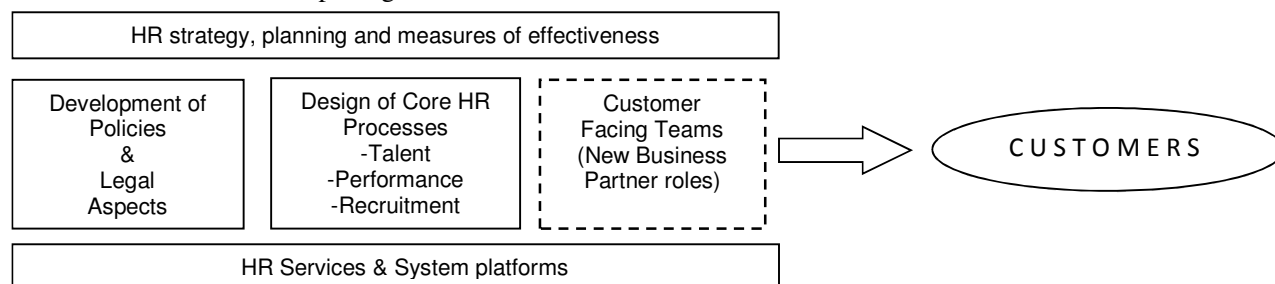 HR strategy, planning and measures of effectiveness
Development of
Policies
&
Legal
Aspects
Design of Core HR
Processes
-Talent
-Performance
-Recruitment
Customer
Facing Teams
(New Business
Partner roles)
CUSTOMERS
HR Services & System platforms